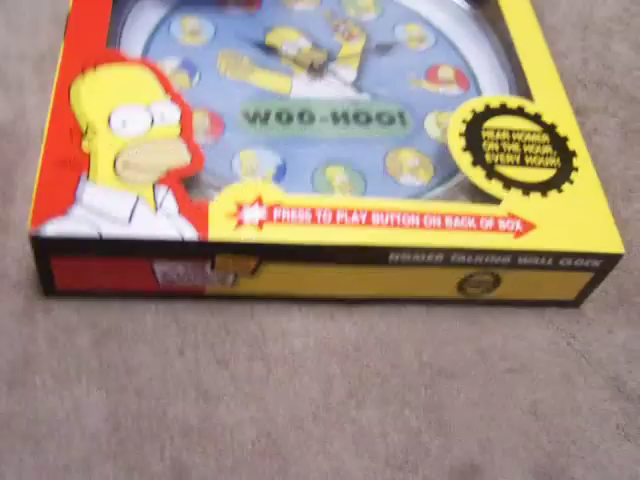 WOO-HOO!
HEAR HOMER
ON THE HOUR,
EVERY HOUR!
PRESS TO PLAY BUTTON ON BACK OF BOX
HOMER TALKING WALL CLOCK